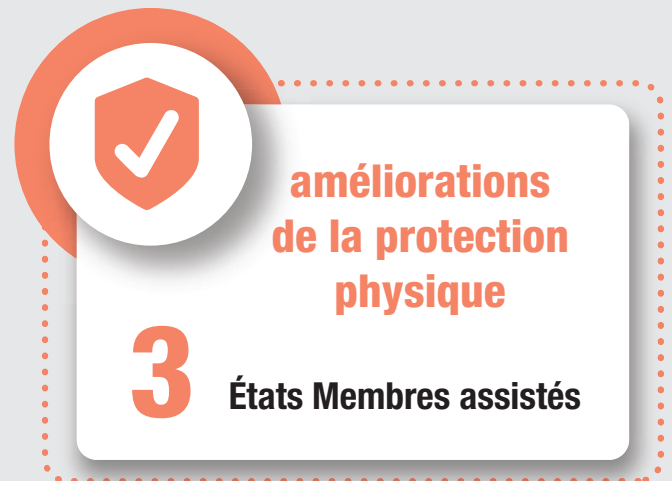 améliorations
de la protection
physique
3 États Membres assistés